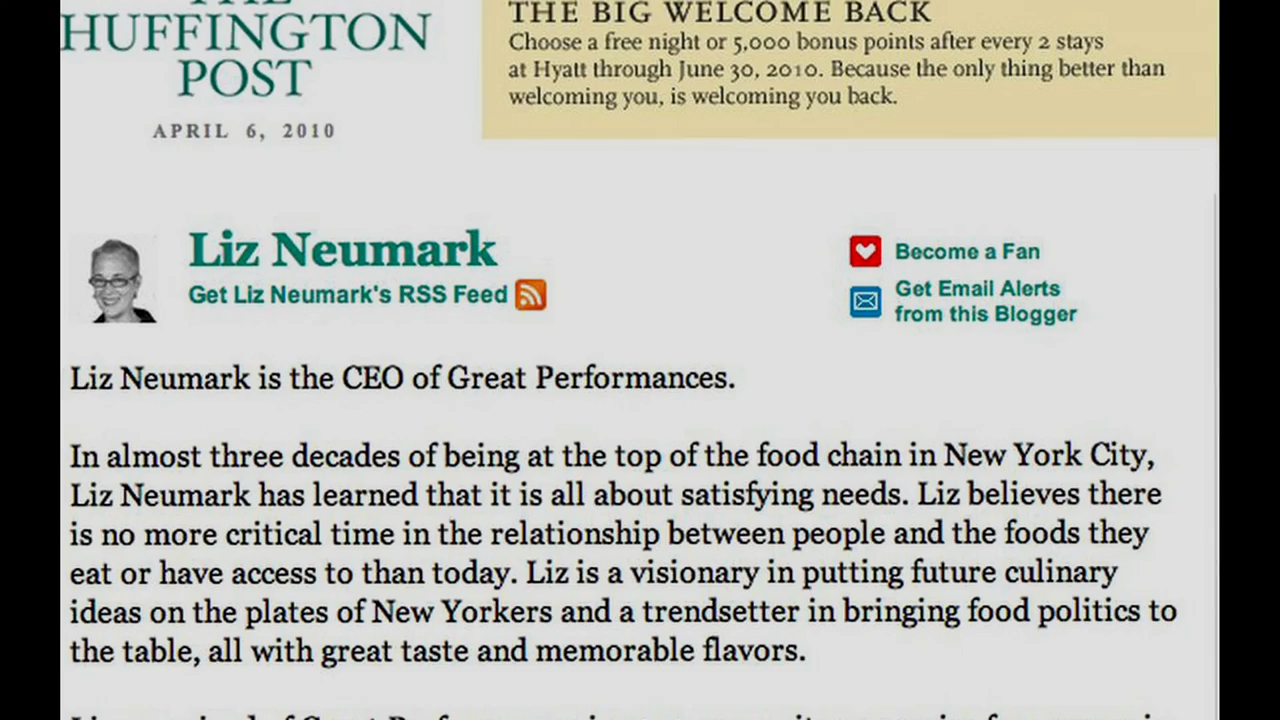 HUFFINGTON
POST
APRIL 6, 2010
THE BIG WELCOME BACK
Choose a free night or 5,000 bonus points after every 2 stays
at Hyatt through June 30, 2010. Because the only thing better than
welcoming you, is welcoming you back.
Liz Neumark
Get Liz Neumark's RSS Feed
Become a Fan
Get Email Alerts
from this Blogger
Liz Neumark is the CEO of Great Performances.
In almost three decades of being at the top of the food chain in New York City,
Liz Neumark has learned that it is all about satisfying needs. Liz believes there
is no more critical time in the relationship between people and the foods they
eat or have access to than today. Liz is a visionary in putting future culinary
ideas on the plates of New Yorkers and a trendsetter in bringing food politics to
the table, all with great taste and memorable flavors.